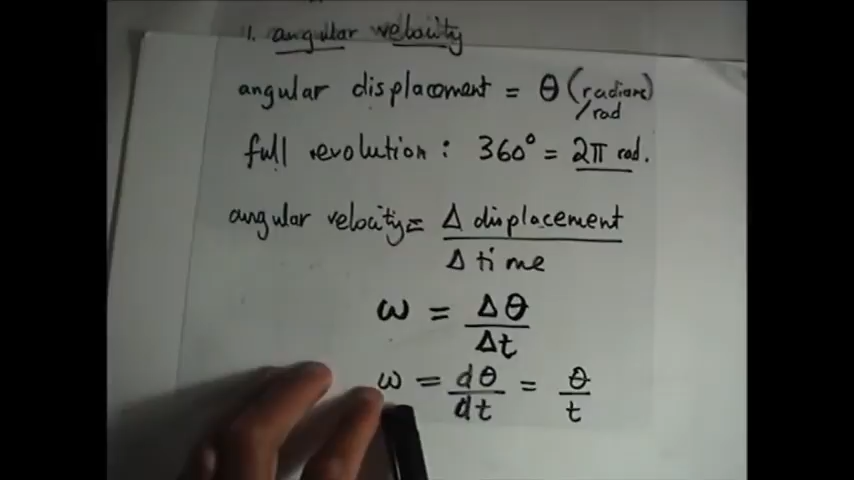 1. angular velocity
angular displacement = θ (radians)
/rad
full revolution : 360° = 2π rad.
angular velocity = Δ displacement
Δ time
ω = Δθ
Δt
ω = dθ = θ
dt t